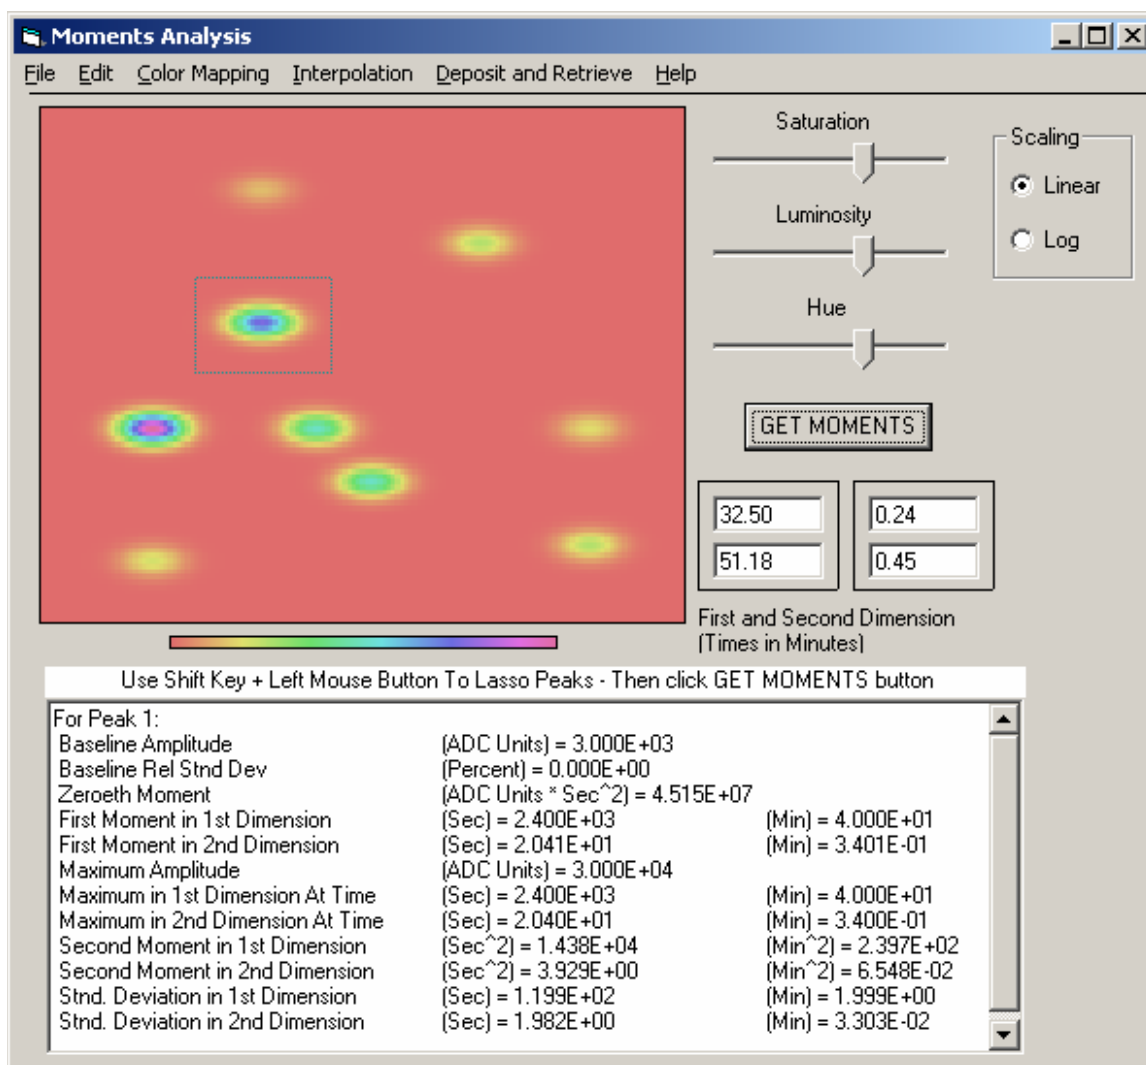 Moments Analysis
File Edit Color Mapping Interpolation Deposit and Retrieve Help
Saturation
Luminosity
Hue
Scaling
Linear
Log
GET MOMENTS
32.50 0.24
51.18 0.45
First and Second Dimension
(Times in Minutes)
Use Shift Key + Left Mouse Button To Lasso Peaks - Then click GET MOMENTS button
For Peak 1:
Baseline Amplitude (ADC Units) = 3.000E+03
Baseline Rel Stnd Dev (Percent) = 0.000E+00
Zeroeth Moment (ADC Units * Sec^2) = 4.515E+07
First Moment in 1st Dimension (Sec) = 2.400E+03 (Min) = 4.000E+01
First Moment in 2nd Dimension (Sec) = 2.041E+01 (Min) = 3.401E-01
Maximum Amplitude (ADC Units) = 3.000E+04
Maximum in 1st Dimension At Time (Sec) = 2.400E+03 (Min) = 4.000E+01
Maximum in 2nd Dimension At Time (Sec) = 2.040E+01 (Min) = 3.400E-01
Second Moment in 1st Dimension (Sec^2) = 1.438E+04 (Min^2) = 2.397E+02
Second Moment in 2nd Dimension (Sec^2) = 3.929E+00 (Min^2) = 6.548E-02
Stnd. Deviation in 1st Dimension (Sec) = 1.199E+02 (Min) = 1.999E+00
Stnd. Deviation in 2nd Dimension (Sec) = 1.982E+00 (Min) = 3.303E-02